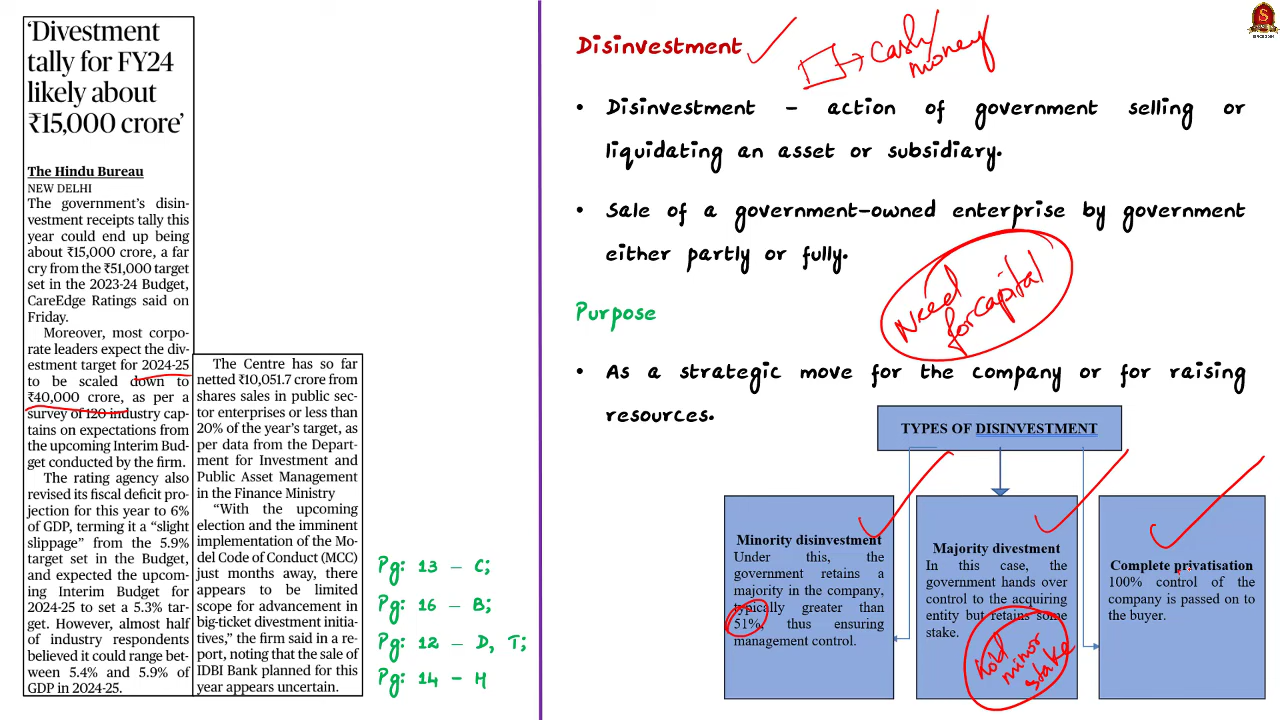 ‘Divestment
tally for FY24
likely about
₹15,000 crore’
The Hindu Bureau
NEW DELHI
The government’s disin-
vestment receipts tally this
year could end up being
about ₹15,000 crore, a far
cry from the ₹51,000 target
set in the 2023-24 Budget,
CareEdge Ratings said on
Friday.
Moreover, most corpo-
rate leaders expect the div-
estment target for 2024-25
to be scaled down to
₹40,000 crore, as per a
survey of 120 industry cap-
tains on expectations from
the upcoming Interim Bud-
get conducted by the firm.
The rating agency also
revised its fiscal deficit pro-
jection for this year to 6%
of GDP, terming it a “slight
slippage” from the 5.9%
target set in the Budget,
and expected the upcom-
ing Interim Budget for
2024-25 to set a 5.3% tar-
get. However, almost half
of industry respondents
believed it could range bet-
ween 5.4% and 5.9% of
GDP in 2024-25.
The Centre has so far
netted ₹10,051.7 crore from
shares sales in public sec-
tor enterprises or less than
20% of the year’s target, as
per data from the Depart-
ment for Investment and
Public Asset Management
in the Finance Ministry
“With the upcoming
election and the imminent
implementation of the Mo-
del Code of Conduct (MCC)
just months away, there
appears to be limited
scope for advancement in
big-ticket divestment initia-
tives,” the firm said in a re-
port, noting that the sale of
IDBI Bank planned for this
year appears uncertain.
Pg: 13 – C;
Pg: 16 – B;
Pg: 12 – D, T;
Pg: 14 – H
Disinvestment
cash/
money
• Disinvestment – action of government selling or
liquidating an asset or subsidiary.
• Sale of a government-owned enterprise by government
either partly or fully.
Need
for capital
Purpose
• As a strategic move for the company or for raising
resources.
TYPES OF DISINVESTMENT
Minority disinvestment
Under this, the
government retains a
majority in the company,
typically greater than
51%, thus ensuring
management control.
Majority divestment
In this case, the
government hands over
control to the acquiring
entity but retains some
stake.
hold
minor
stake
Complete privatisation
100% control of the
company is passed on to
the buyer.